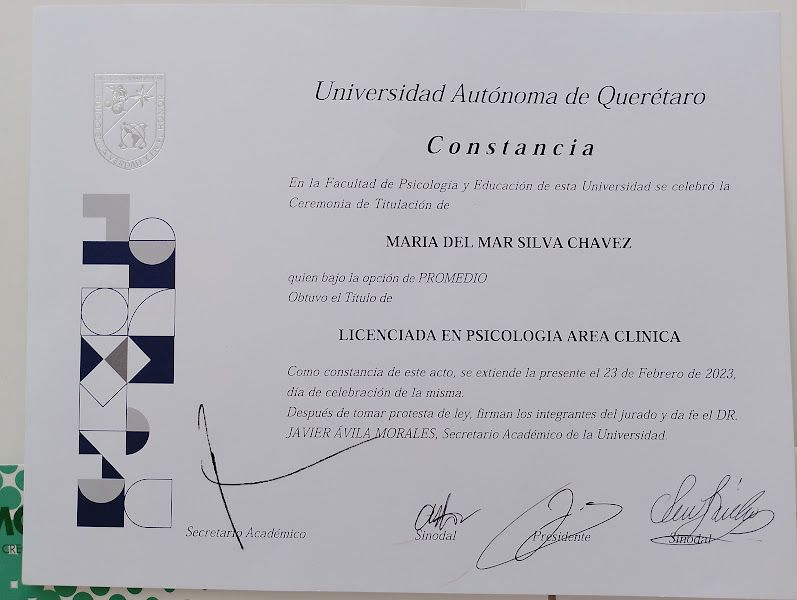 Universidad Autónoma de Querétaro
Constancia
En la Facultad de Psicología y Educación de esta Universidad se celebró la
Ceremonia de Titulación de
MARIA DEL MAR SILVA CHAVEZ
quien bajo la opción de PROMEDIO
Obtuvo el Título de
LICENCIADA EN PSICOLOGIA AREA CLINICA
Como constancia de este acto, se extiende la presente el 23 de Febrero de 2023,
día de celebración de la misma.
Después de tomar protesta de ley, firman los integrantes del jurado y da fe el DR.
JAVIER ÁVILA MORALES, Secretario Académico de la Universidad.
Secretario Académico
Sinodal
Presidente
Sinodal